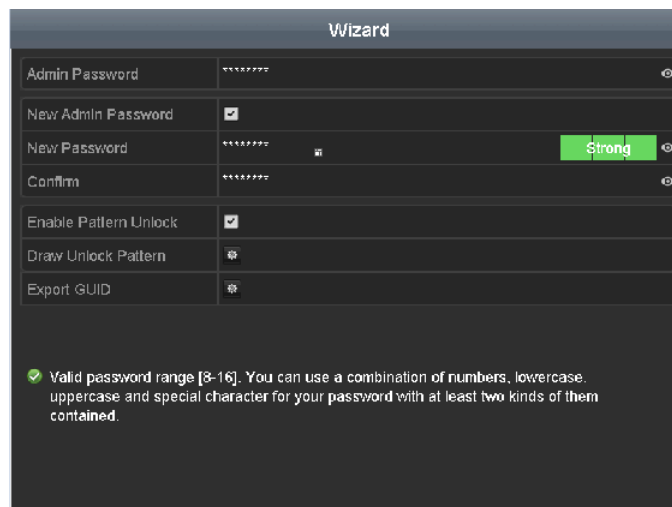 Wizard
Admin Password ********
New Admin Password
New Password ******** Strong
Confirm ********
Enable Pattern Unlock
Draw Unlock Pattern
Export GUID
Valid password range [8-16]. You can use a combination of numbers, lowercase,
uppercase and special character for your password with at least two kinds of them
contained.